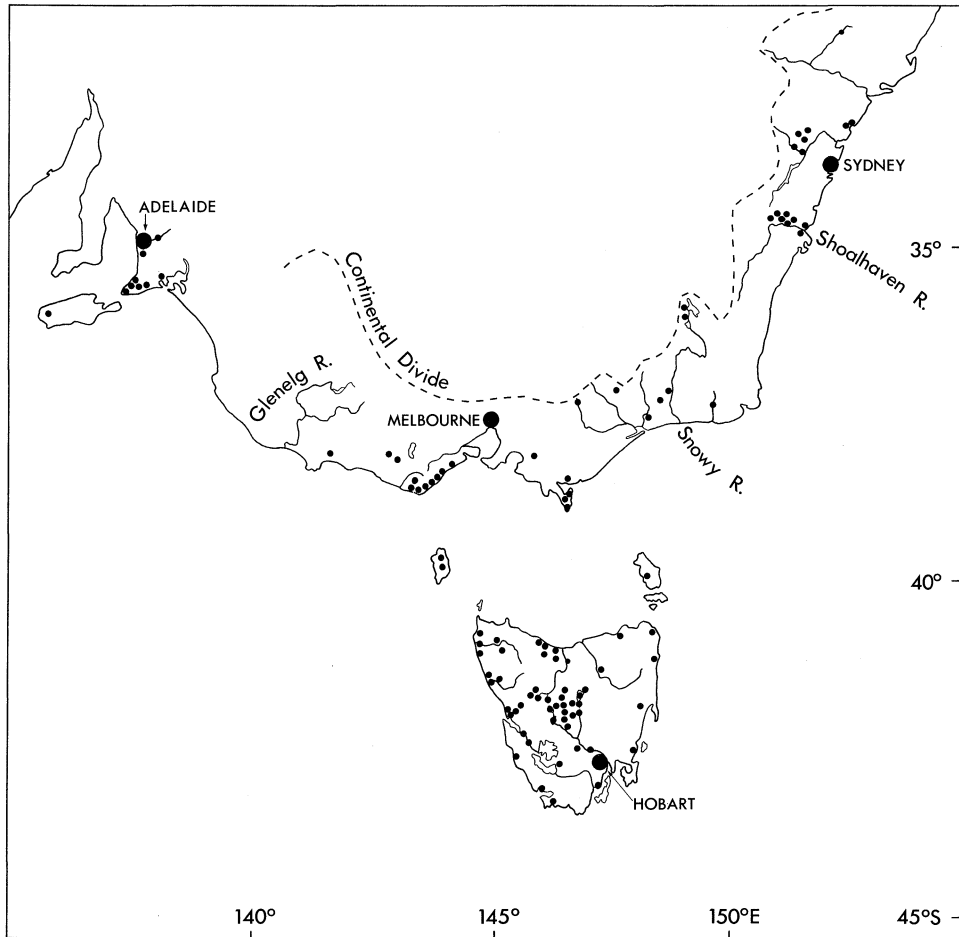 SYDNEY
ADELAIDE
Shoalhaven R.
35°
Continental Divide
Glenelg R.
MELBOURNE
Snowy R.
40°
HOBART
140°
145°
150°E
45°S